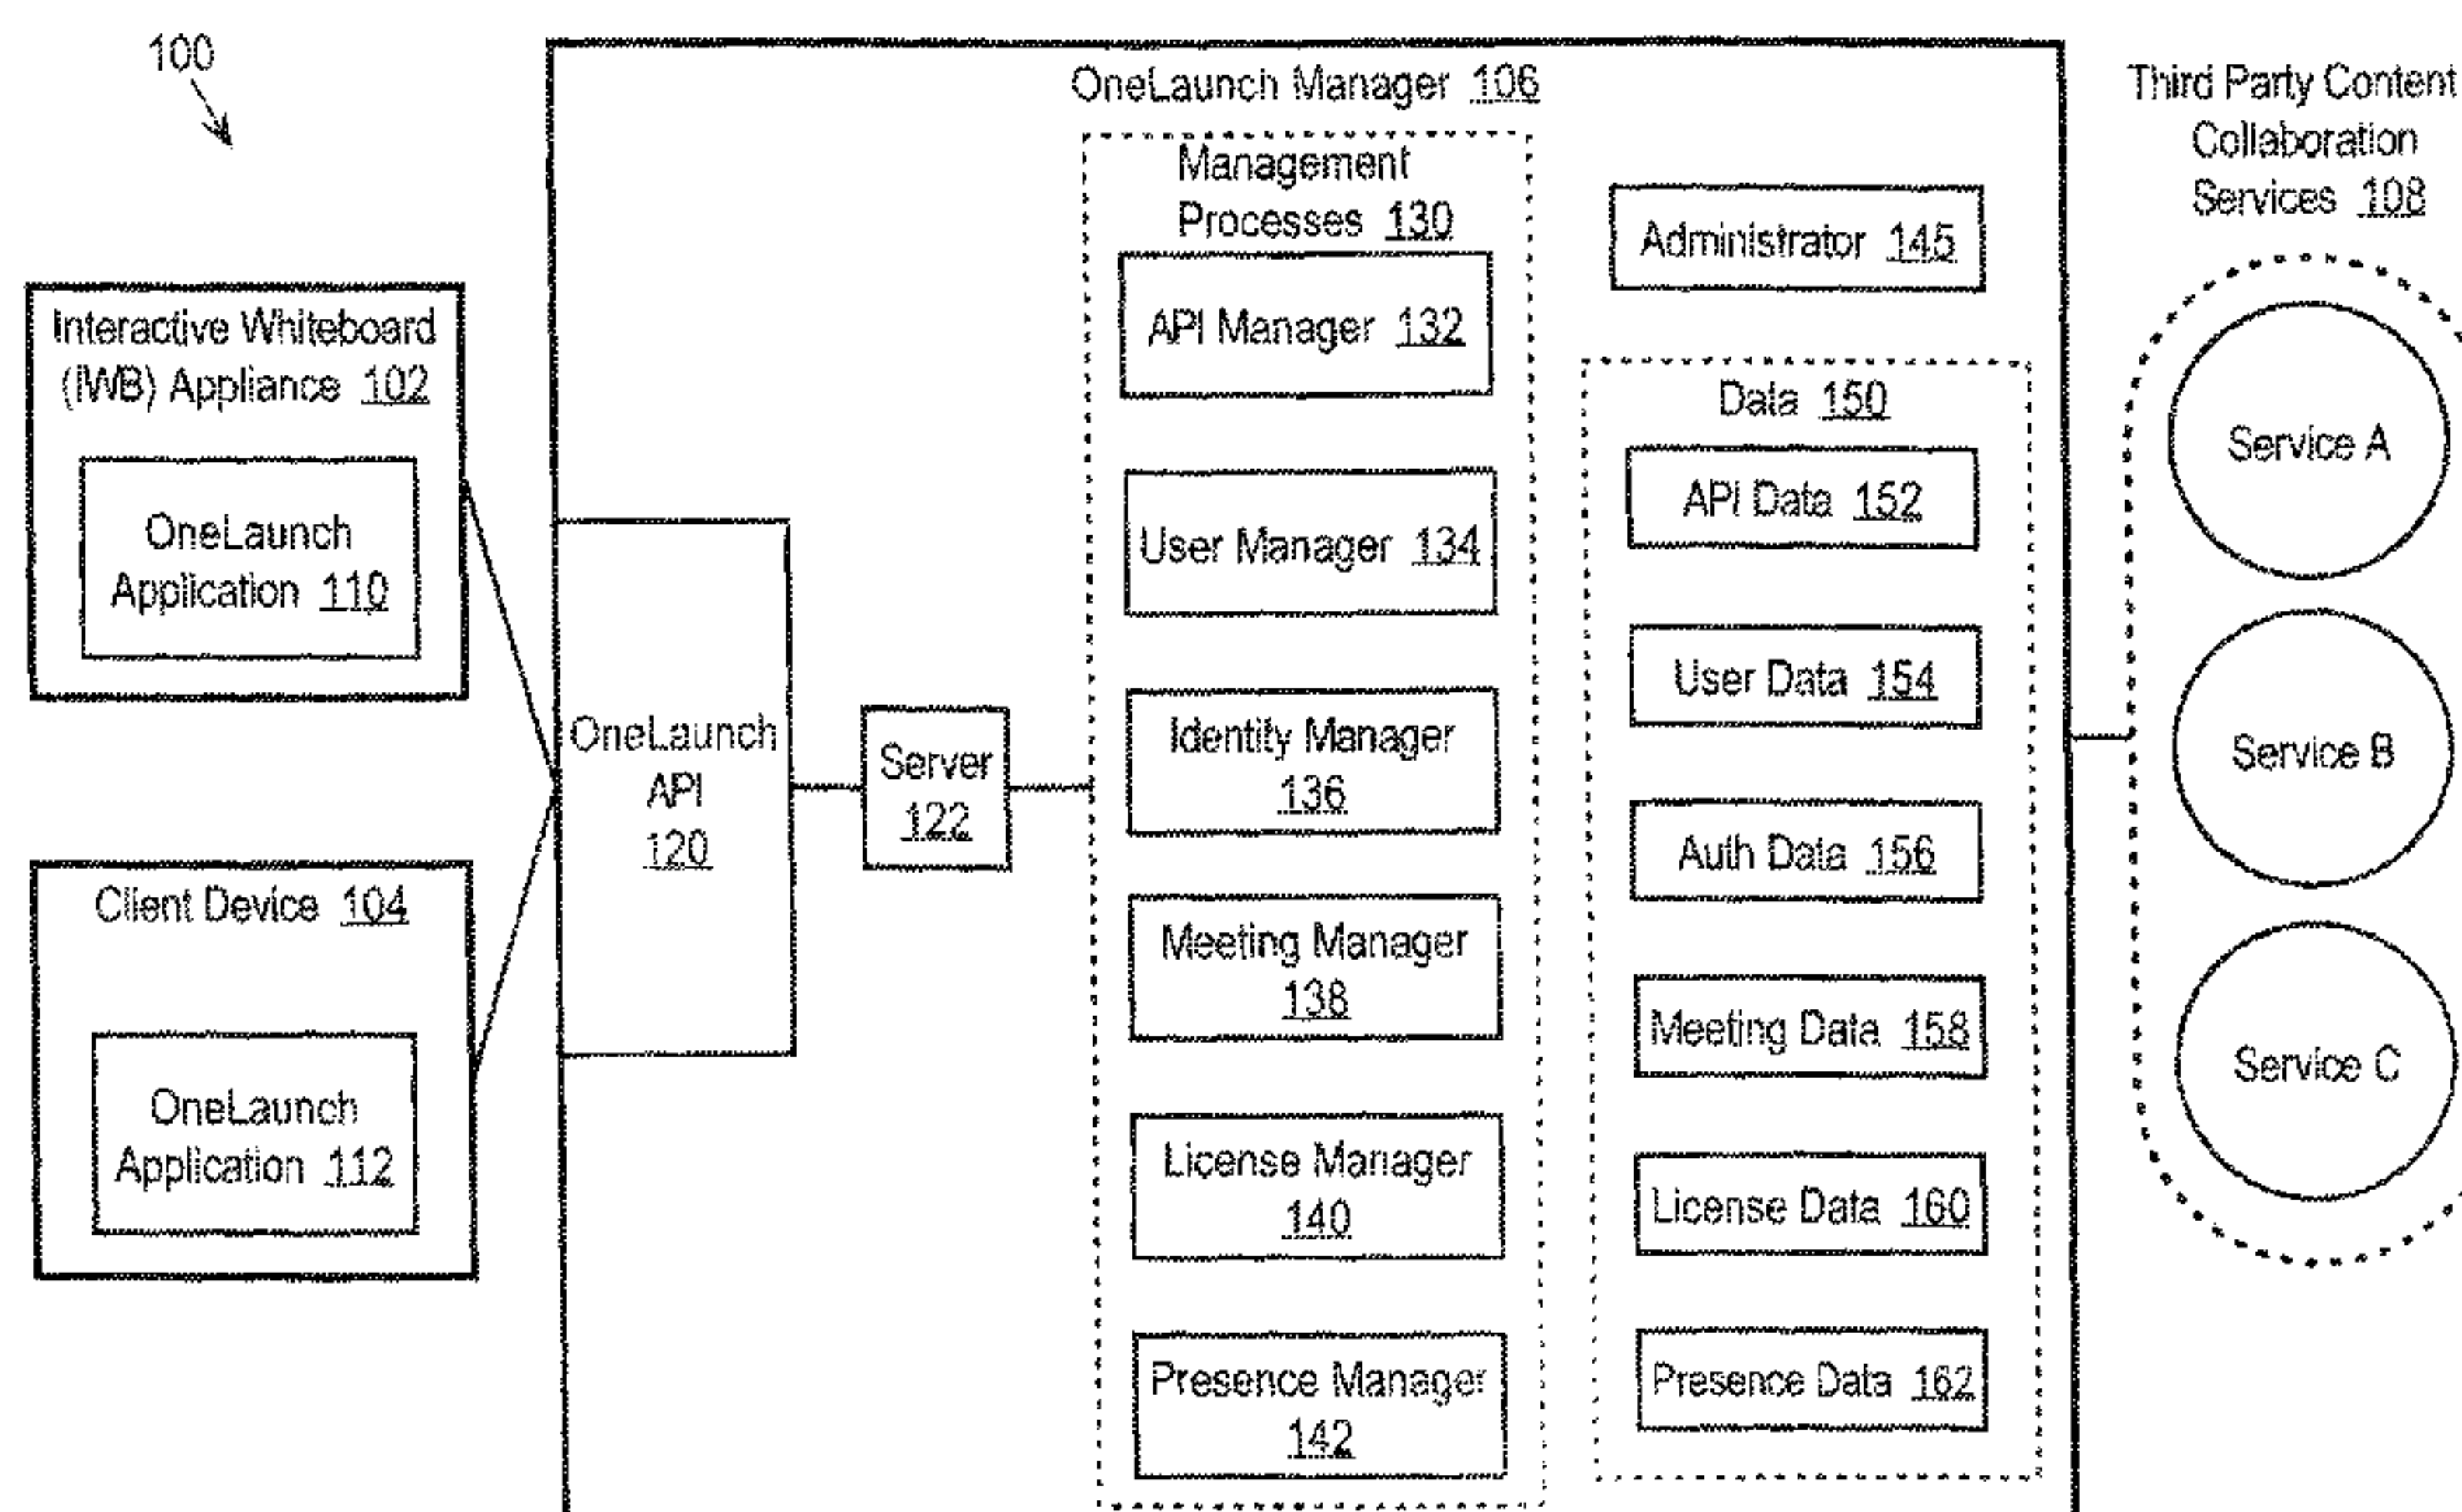 100
OneLaunch Manager 106
Third Party Content
Collaboration
Services 108
Management
Processes 130
Administrator 145
API Manager 132
Interactive Whiteboard
(IWB) Appliance 102
Data 150
Service A
OneLaunch
Application 110
API Data 152
User Manager 134
User Data 154
OneLaunch
API
120
Server
122
Identity Manager
136
Service B
Auth Data 156
Client Device 104
Meeting Manager
138
Meeting Data 158
Service C
OneLaunch
Application 112
License Manager
140
License Data 160
Presence Manager
142
Presence Data 162